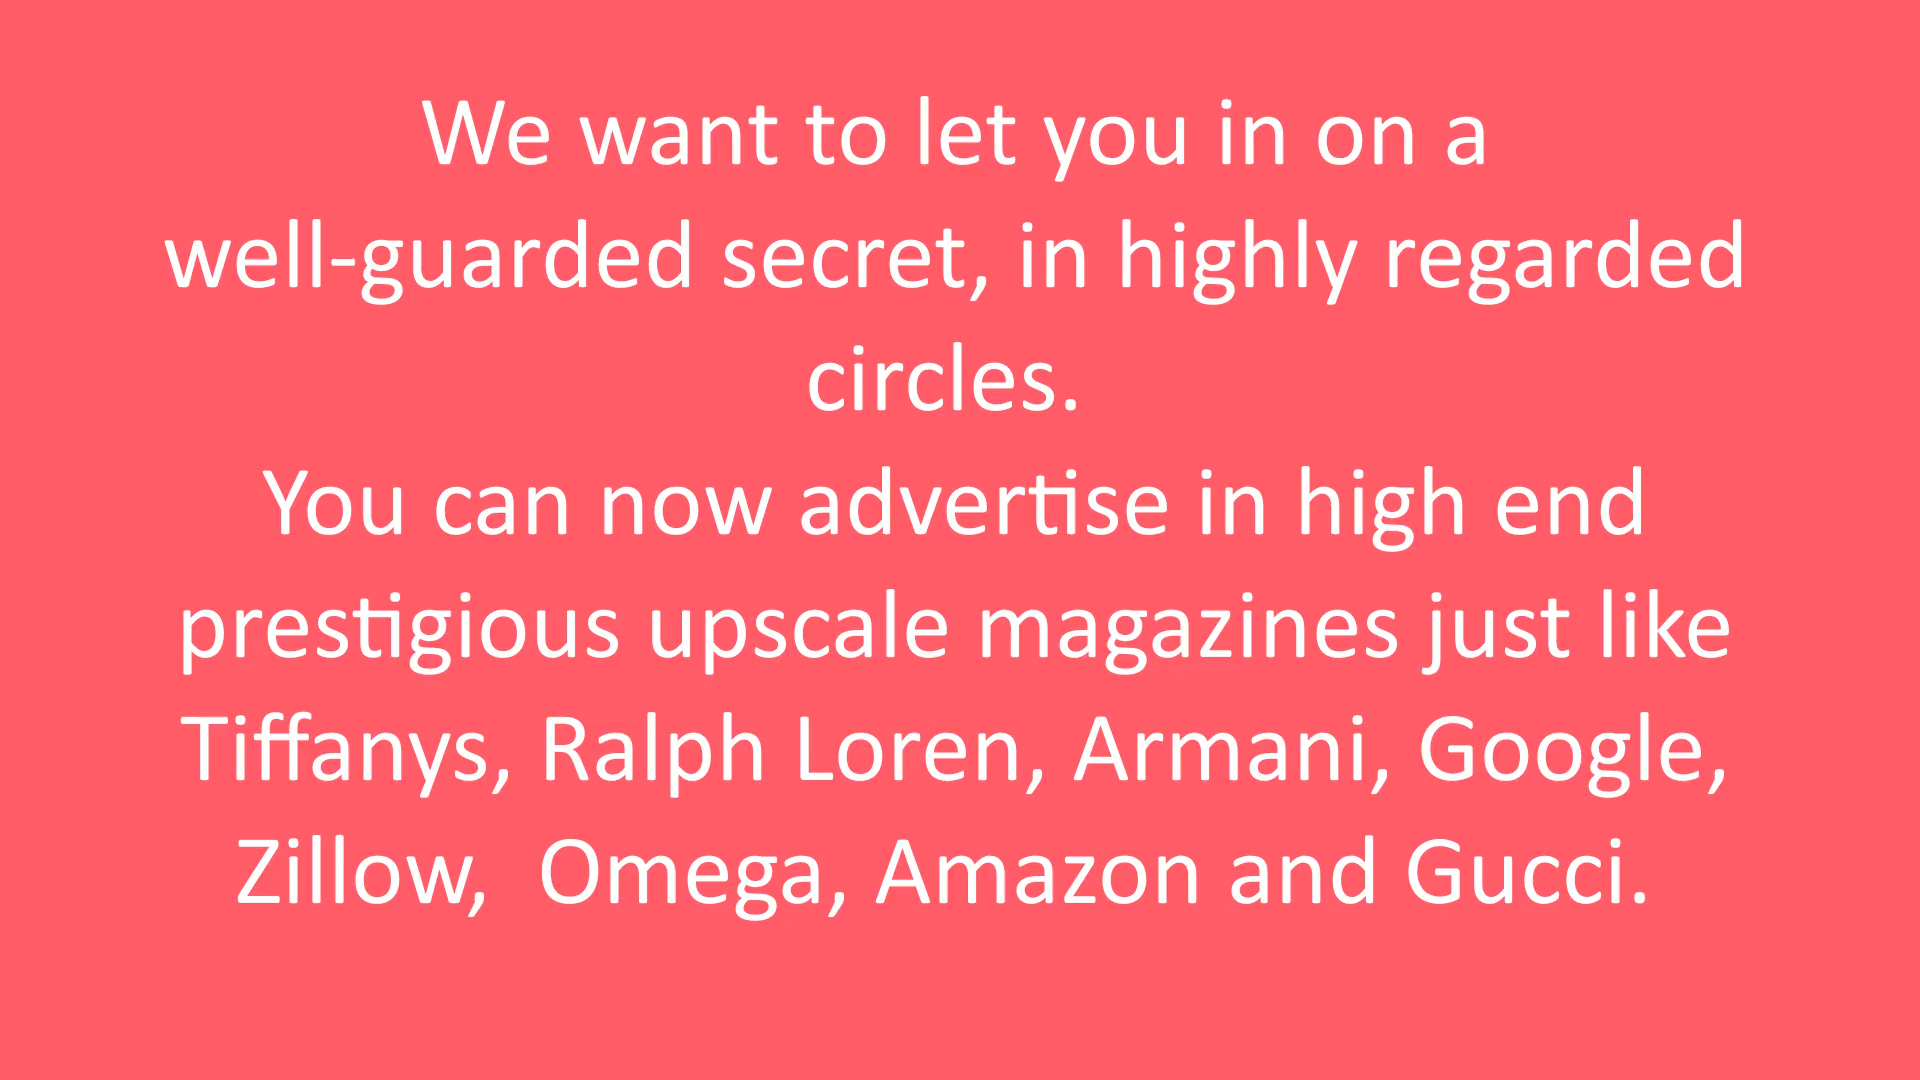 We want to let you in on a
well-guarded secret, in highly regarded
circles.
You can now advertise in high end
prestigious upscale magazines just like
Tiffanys, Ralph Loren, Armani, Google,
Zillow,  Omega, Amazon and Gucci.